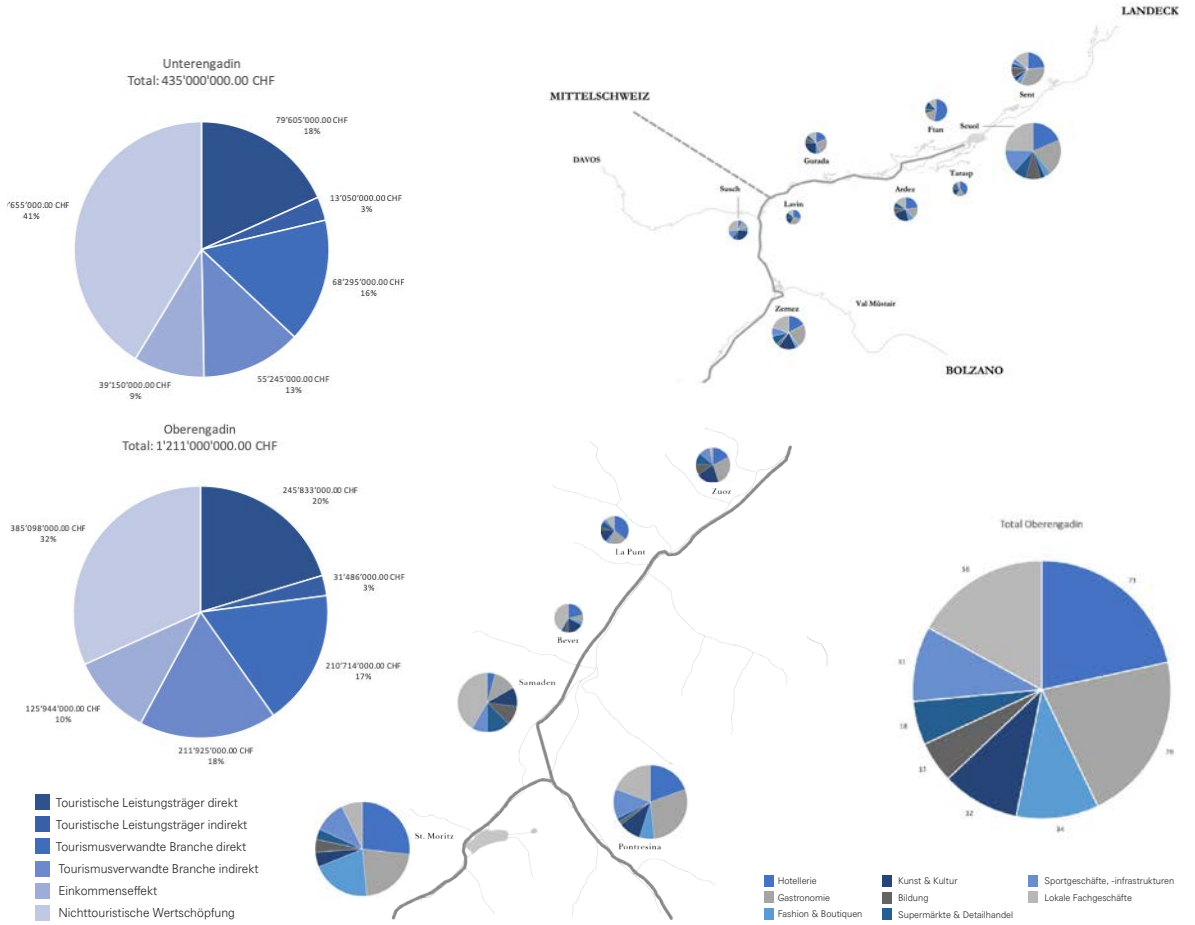 Unterengadin
Total: 435'000'000.00 CHF
79'605'000.00 CHF
18%
13'050'000.00 CHF
3%
68'295'000.00 CHF
16%
55'245'000.00 CHF
13%
39'150'000.00 CHF
9%
'655'000.00 CHF
41%
LANDECK
MITTELSCHWEIZ
DAVOS
Sent
Ftan
Scuol
Guarda
Tarasp
Susch
Lavin
Ardez
Zernez
Val Müstair
BOLZANO
Oberengadin
Total: 1'211'000'000.00 CHF
245'833'000.00 CHF
20%
31'486'000.00 CHF
3%
210'714'000.00 CHF
17%
211'925'000.00 CHF
18%
125'944'000.00 CHF
10%
385'098'000.00 CHF
32%
Touristische Leistungsträger direkt
Touristische Leistungsträger indirekt
Tourismusverwandte Branche direkt
Tourismusverwandte Branche indirekt
Einkommenseffekt
Nichttouristische Wertschöpfung
Zuoz
La Punt
Bever
Samaden
St. Moritz
Pontresina
Total Oberengadin
73
34
32
Hotellerie
Gastronomie
Fashion & Boutiquen
Kunst & Kultur
Bildung
Supermärkte & Detailhandel
Sportgeschäfte, -infrastrukturen
Lokale Fachgeschäfte